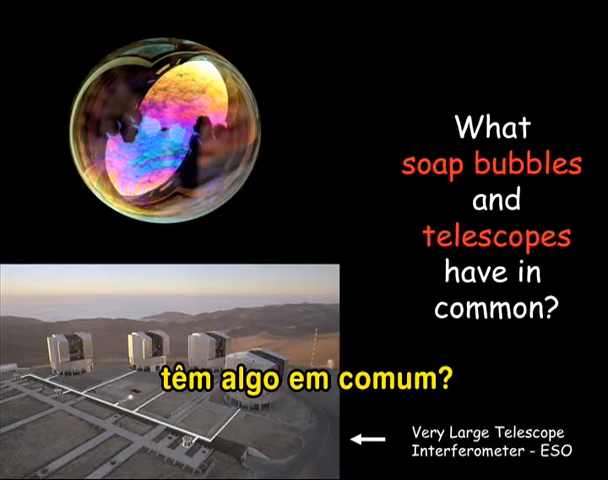 What
soap bubbles
and
telescopes
have in
common?
têm algo em comum?
Very Large Telescope
Interferometer - ESO